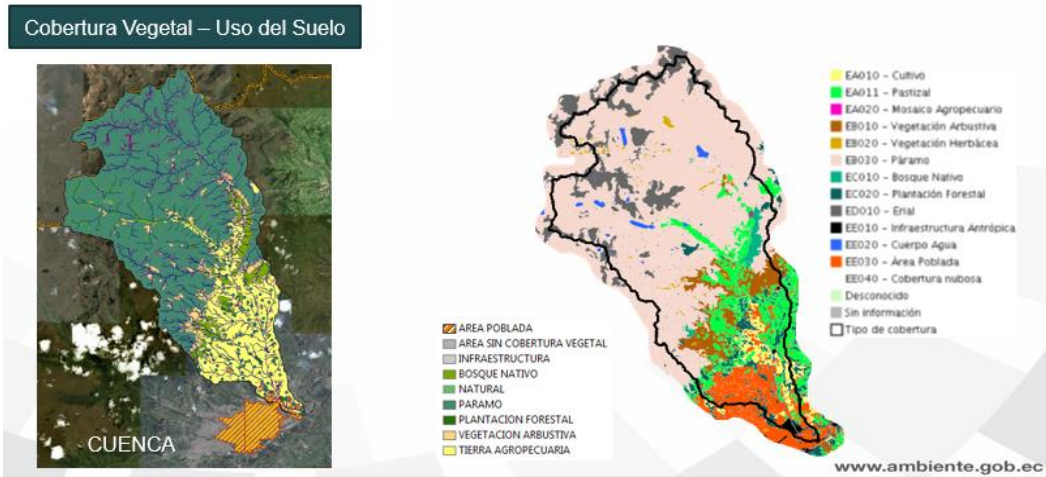 Cobertura Vegetal – Uso del Suelo
CUENCA
AREA POBLADA
AREA SIN COBERTURA VEGETAL
INFRAESTRUCTURA
BOSQUE NATIVO
NATURAL
PARAMO
PLANTACION FORESTAL
VEGETACION ARBUSTIVA
TIERRA AGROPECUARIA
EA010 – Cultivo
EA011 – Pastizal
EA020 – Mosaico Agropecuario
EB010 – Vegetación Arbustiva
EB020 – Vegetación Herbácea
EB030 – Páramo
EC010 – Bosque Nativo
EC020 – Plantación Forestal
ED010 – Erial
EE010 – Infraestructura Antrópica
EE020 – Cuerpo Agua
EE030 – Área Poblada
EE040 – Cobertura nubosa
Desconocido
Sin información
Tipo de cobertura
www.ambiente.gob.ec